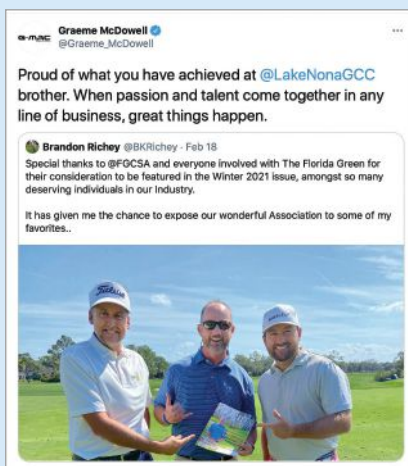 G-MAC
Graeme McDowell
@Graeme_McDowell
Proud of what you have achieved at @LakeNonaGCC
brother. When passion and talent come together in any
line of business, great things happen.
Brandon Richey @BKRichey · Feb 18
Special thanks to @FGCSA and everyone involved with The Florida Green for
their consideration to be featured in the Winter 2021 issue, amongst so many
deserving individuals in our Industry.
It has given me the chance to expose our wonderful Association to some of my
favorites..
Titleist